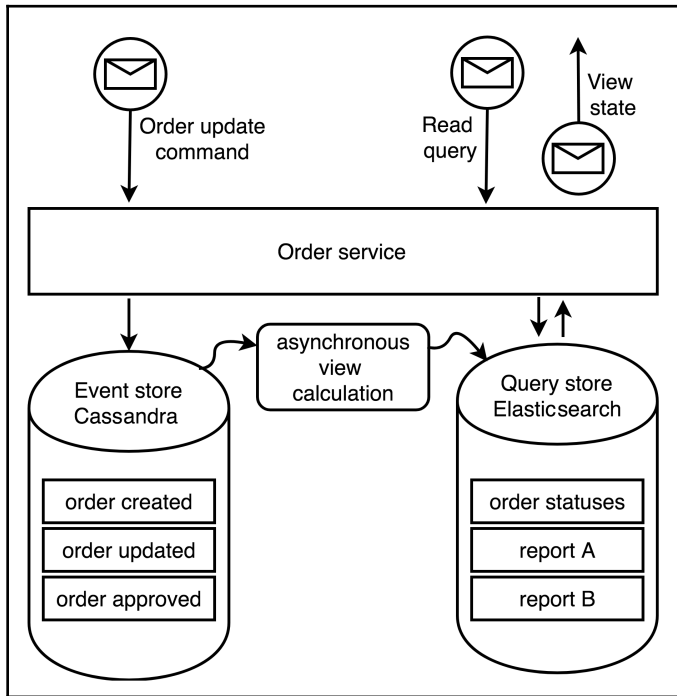 Order update
command
Read
query
View
state
Order service
asynchronous
view
calculation
Event store
Cassandra
Query store
Elasticsearch
order created
order updated
order approved
order statuses
report A
report B